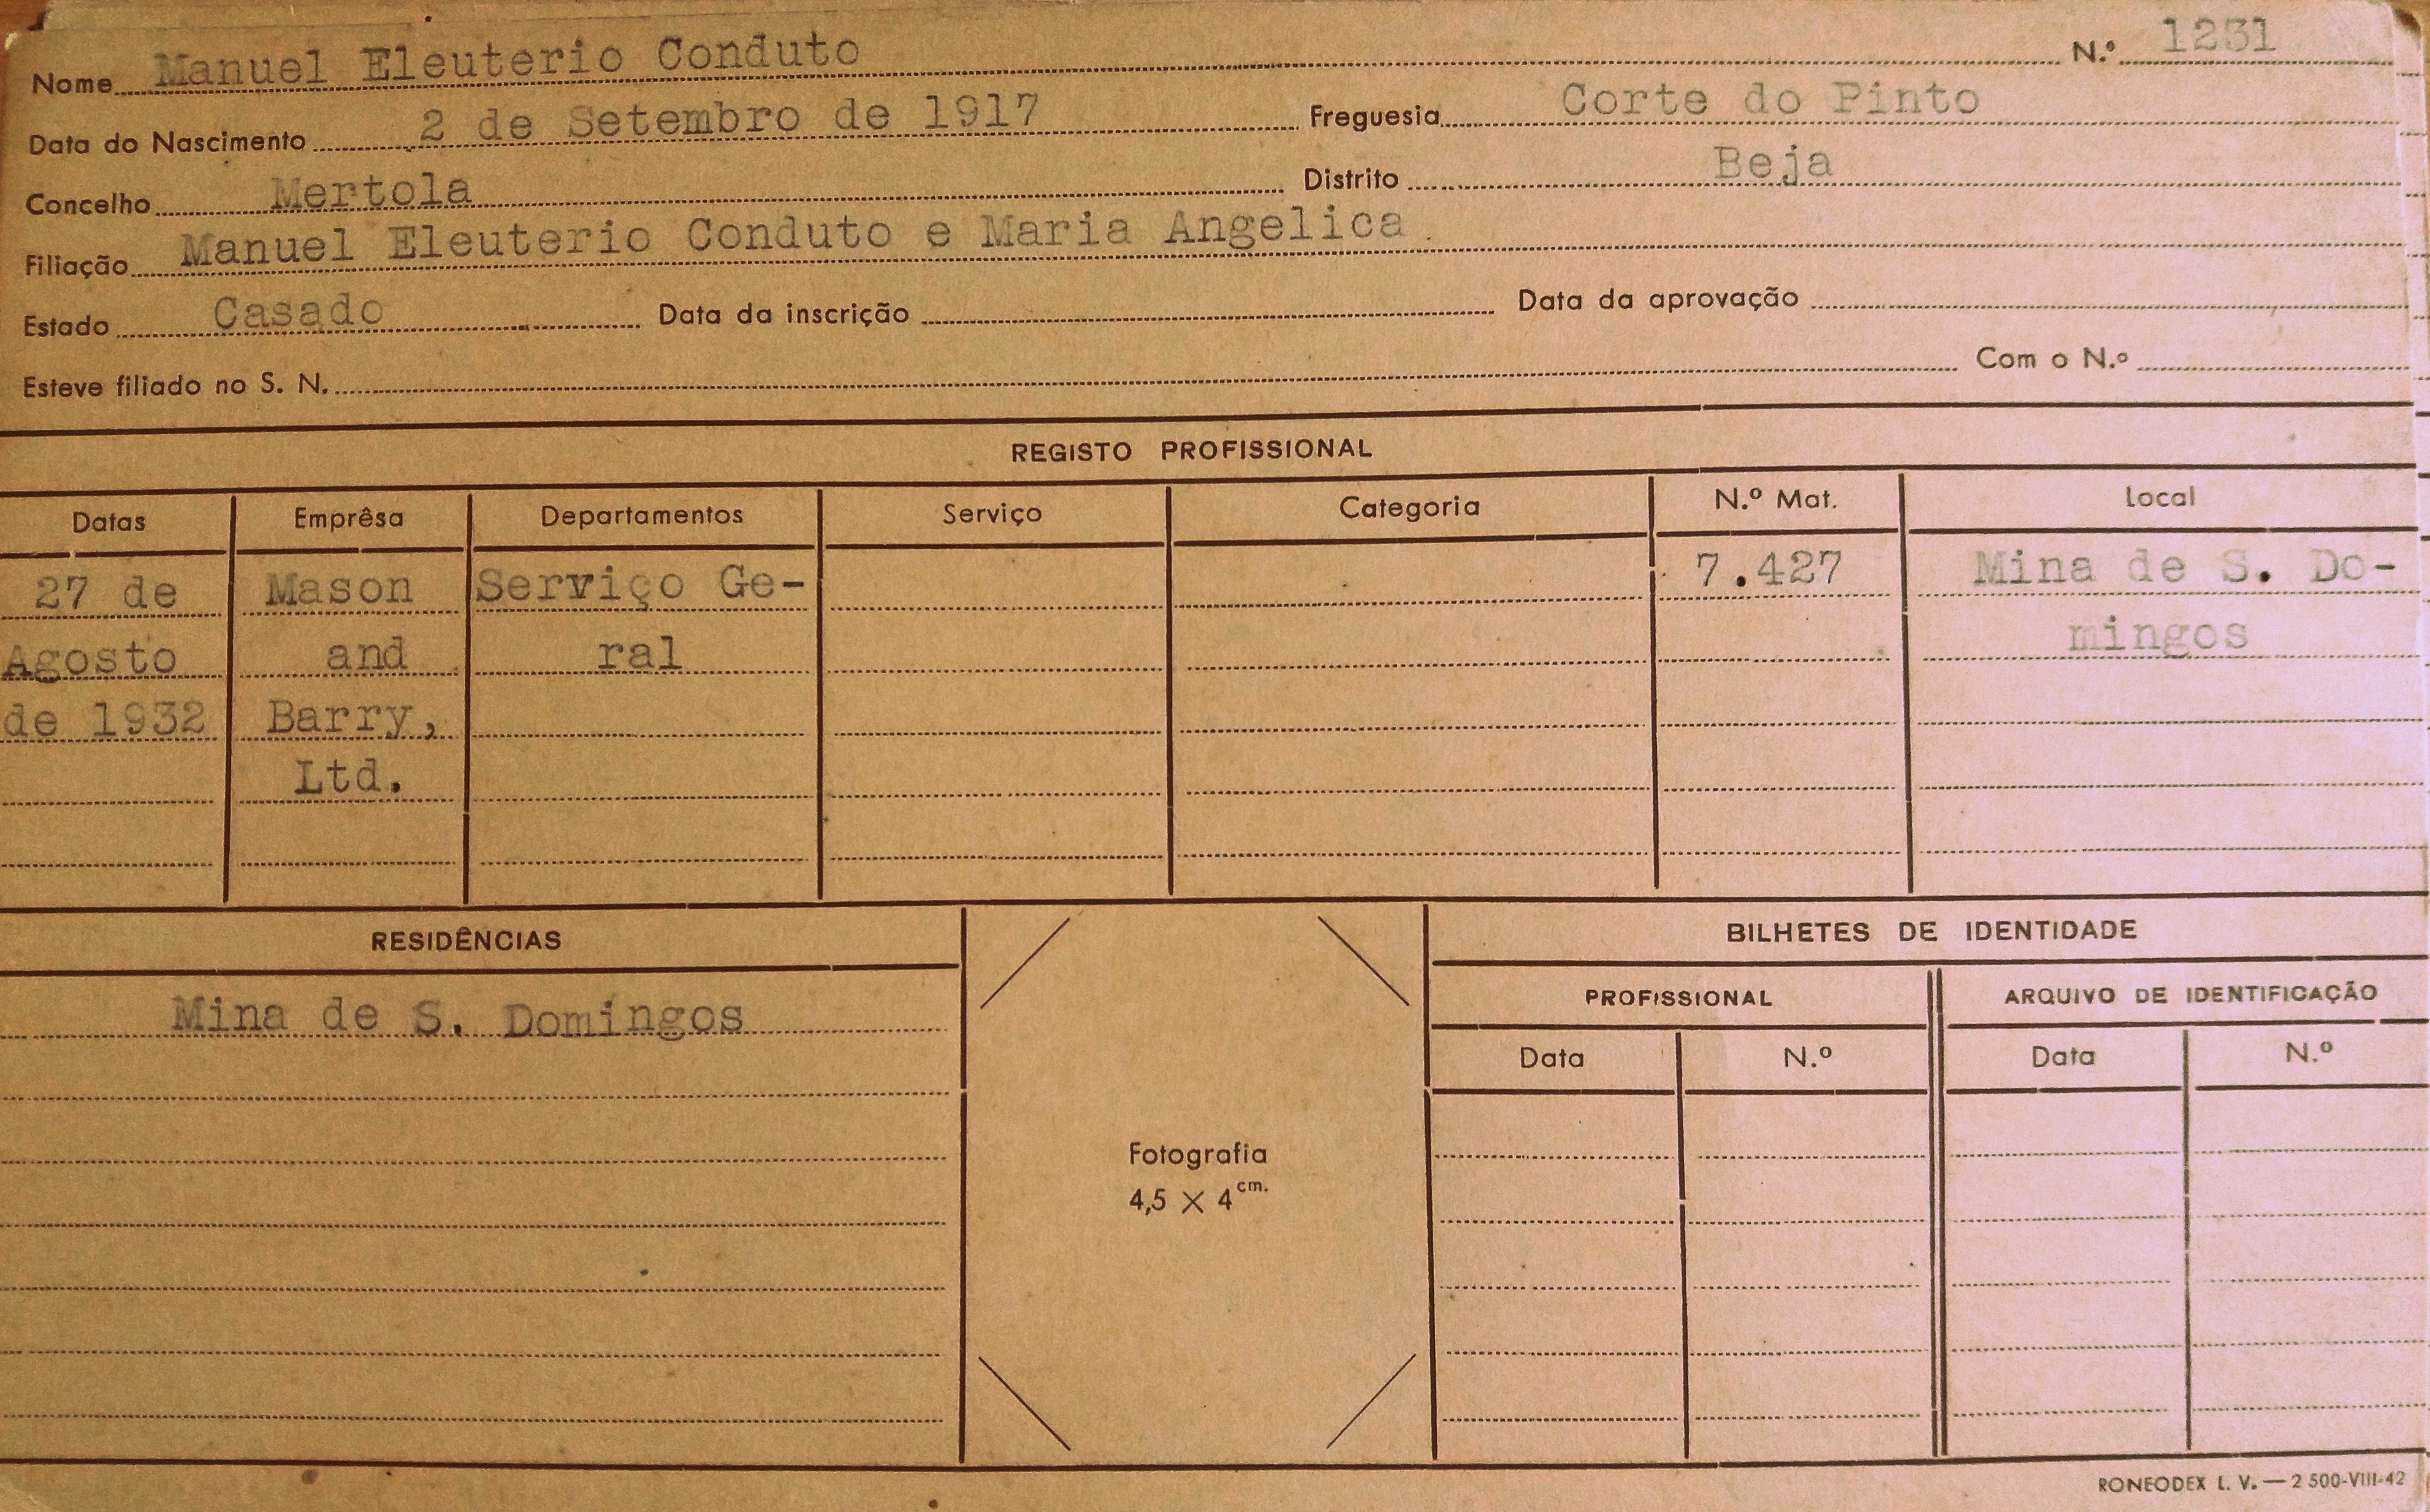 Nome Manuel Eleuterio Conduto N.º 1231
Data do Nascimento 2 de Setembro de 1917 Freguesia Corte do Pinto
Concelho Mertola Distrito Beja
Filiação Manuel Eleuterio Conduto e Maria Angelica
Estado Casado Data da inscrição Data da aprovação
Esteve filiado no S. N. Com o N.º
REGISTO PROFISSIONAL
Datas Emprêsa Departamentos Serviço Categoria N.º Mat. Local
27 de Mason Serviço Ge- 7.427 Mina de S. Do-
Agosto and ral mingos
de 1932 Barry,
Ltd.
RESIDÊNCIAS BILHETES DE IDENTIDADE
PROFISSIONAL ARQUIVO DE IDENTIFICAÇÃO
Mina de S. Domingos
Data N.º Data N.º
Fotografia
4,5 X 4 cm.
RONEODEX L. V. — 2 500-VIII-42